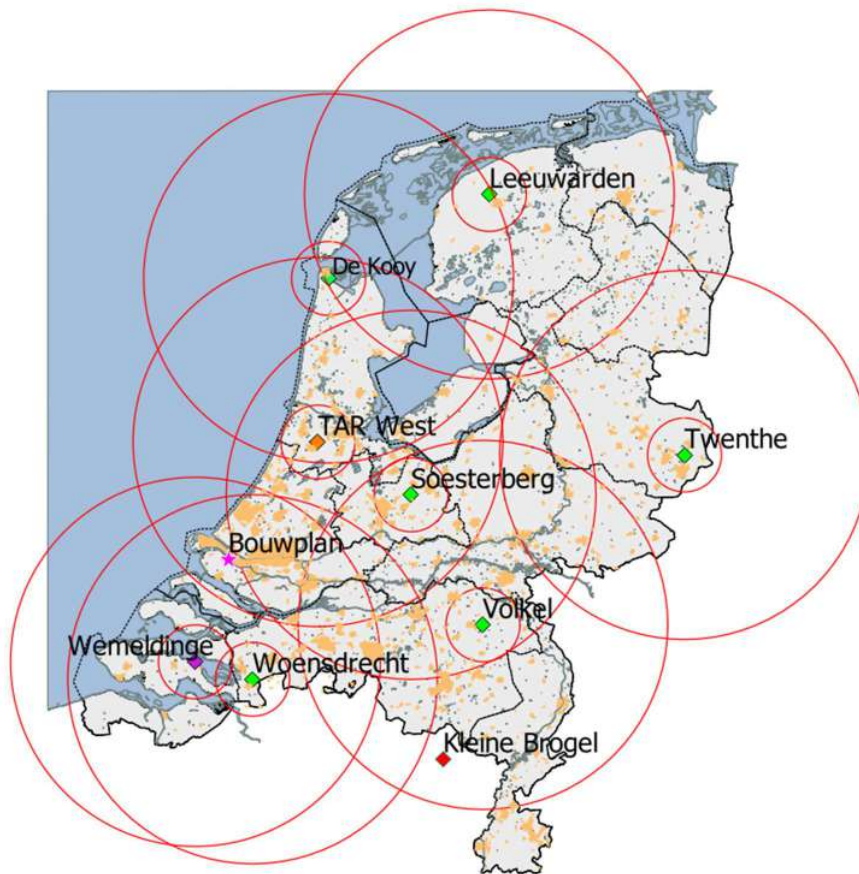 Leeuwarden
De Kooy
TAR West
Twenthe
Soesterberg
Bouwplan
Volkel
Wemeldinge
Woensdrecht
Kleine Brogel